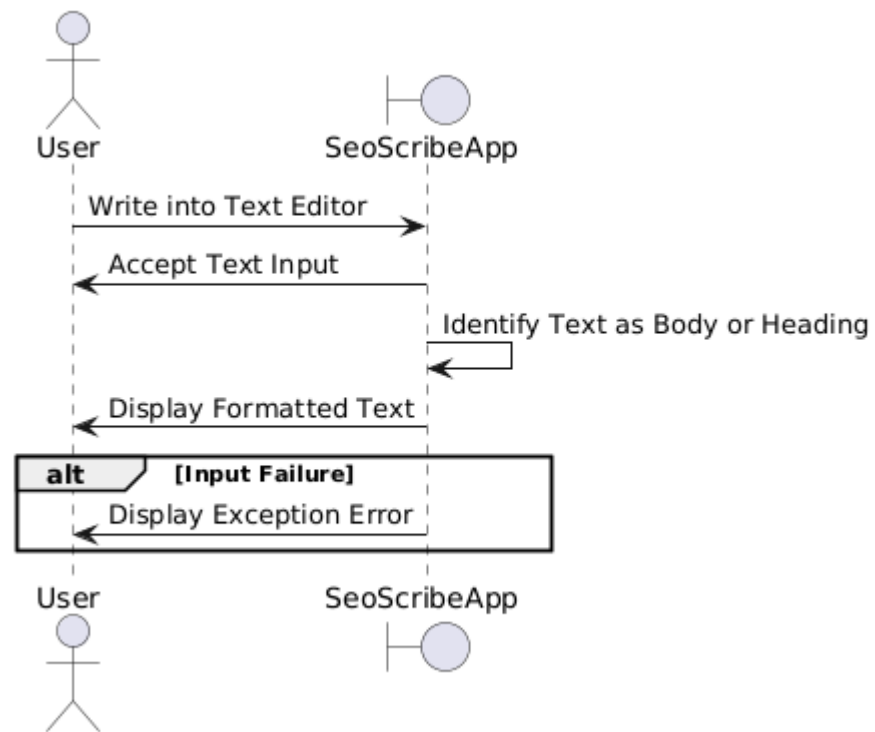 User
SeoScribeApp
Write into Text Editor
Accept Text Input
Identify Text as Body or Heading
Display Formatted Text
alt
[Input Failure]
Display Exception Error
User
SeoScribeApp